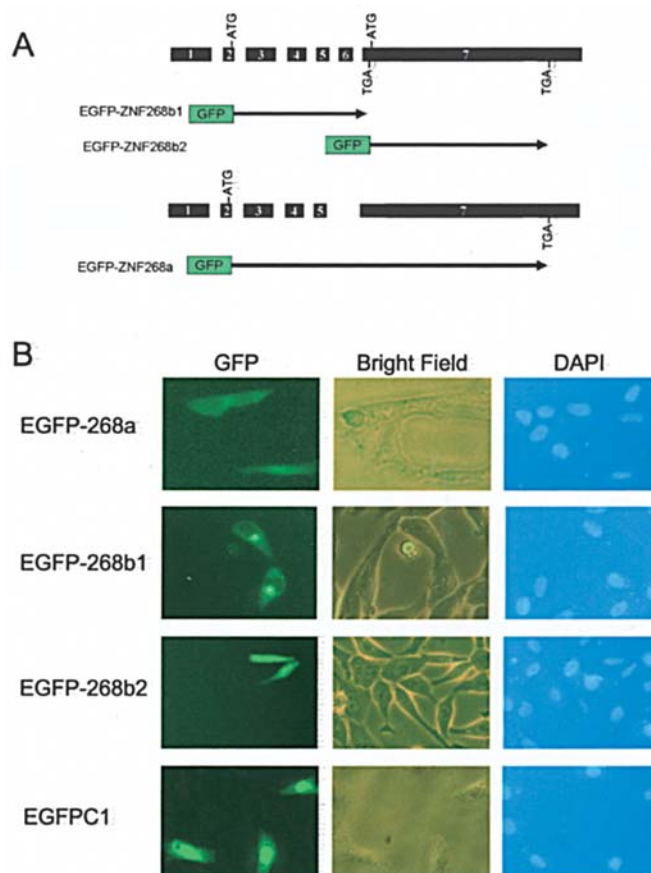 A
ATG
ATG
1 2 3 4 5 6 7
TGA
TGA
EGFP-ZNF268b1
GFP
EGFP-ZNF268b2
GFP
ATG
1 2 3 4 5 7
TGA
EGFP-ZNF268a
GFP
B
GFP Bright Field DAPI
EGFP-268a
EGFP-268b1
EGFP-268b2
EGFPC1